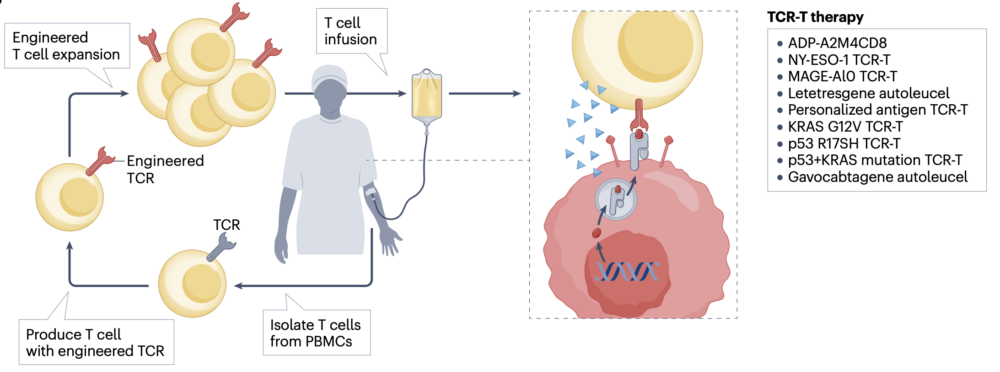 Engineered
T cell expansion
T cell
infusion
Engineered
TCR
TCR
Produce T cell
with engineered TCR
Isolate T cells
from PBMCs
TCR-T therapy
• ADP-A2M4CD8
• NY-ESO-1 TCR-T
• MAGE-Al0 TCR-T
• Letetresgene autoleucel
• Personalized antigen TCR-T
• KRAS G12V TCR-T
• p53 R17SH TCR-T
• p53+KRAS mutation TCR-T
• Gavocabtagene autoleucel